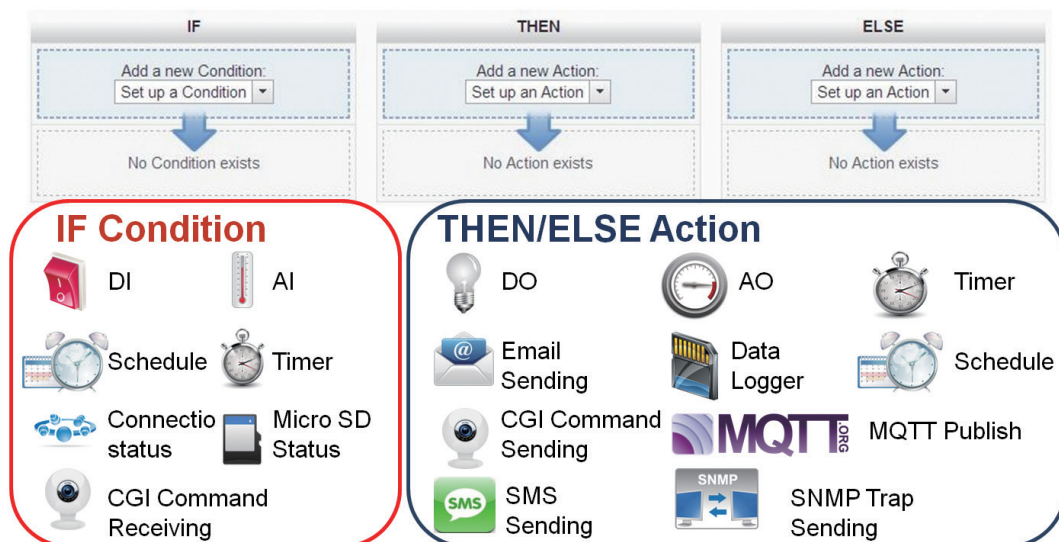 IF
THEN
ELSE
Add a new Condition:
Set up a Condition
Add a new Action:
Set up an Action
Add a new Action:
Set up an Action
No Condition exists
No Action exists
No Action exists
IF Condition
DI
AI
Schedule
Timer
Connectio
status
Micro SD
Status
CGI Command
Receiving
THEN/ELSE Action
DO
AO
Timer
@
Email
Sending
Data
Logger
Schedule
CGI Command
Sending
MQTT.ORG
MQTT Publish
SMS
SMS
Sending
SNMP
SNMP Trap
Sending